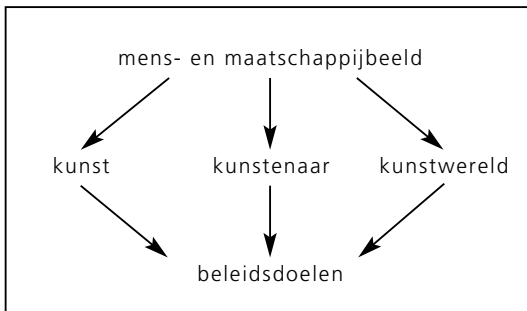 mens- en maatschappijbeeld
kunst kunstenaar kunstwereld
beleidsdoelen